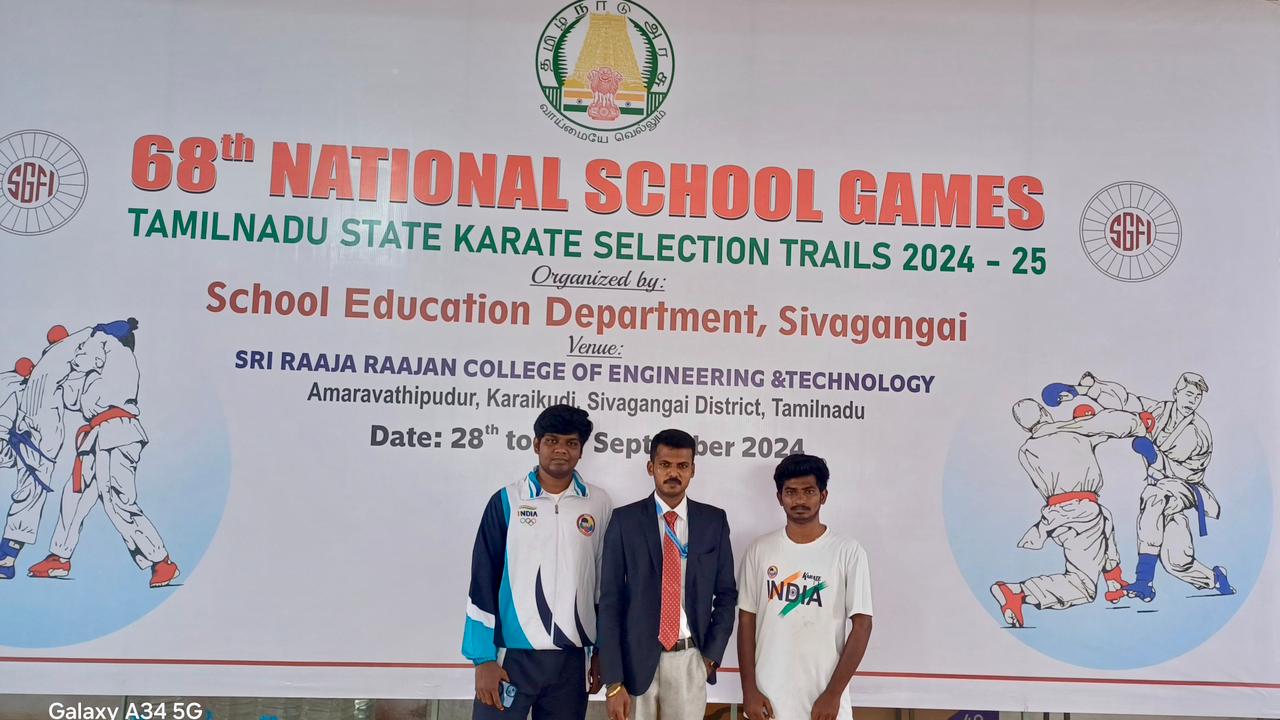 தமிழ்நாடு அரசு
வாய்மையே வெல்லும்
68th NATIONAL SCHOOL GAMES
TAMILNADU STATE KARATE SELECTION TRAILS 2024 - 25
SGFI
SGFI
Organized by:
School Education Department, Sivagangai
Venue:
SRI RAAJA RAAJAN COLLEGE OF ENGINEERING &TECHNOLOGY
Amaravathipudur, Karaikudi, Sivagangai District, Tamilnadu
Date: 28th to September 2024
INDIA
KARATE
INDIA
Galaxy A34 5G